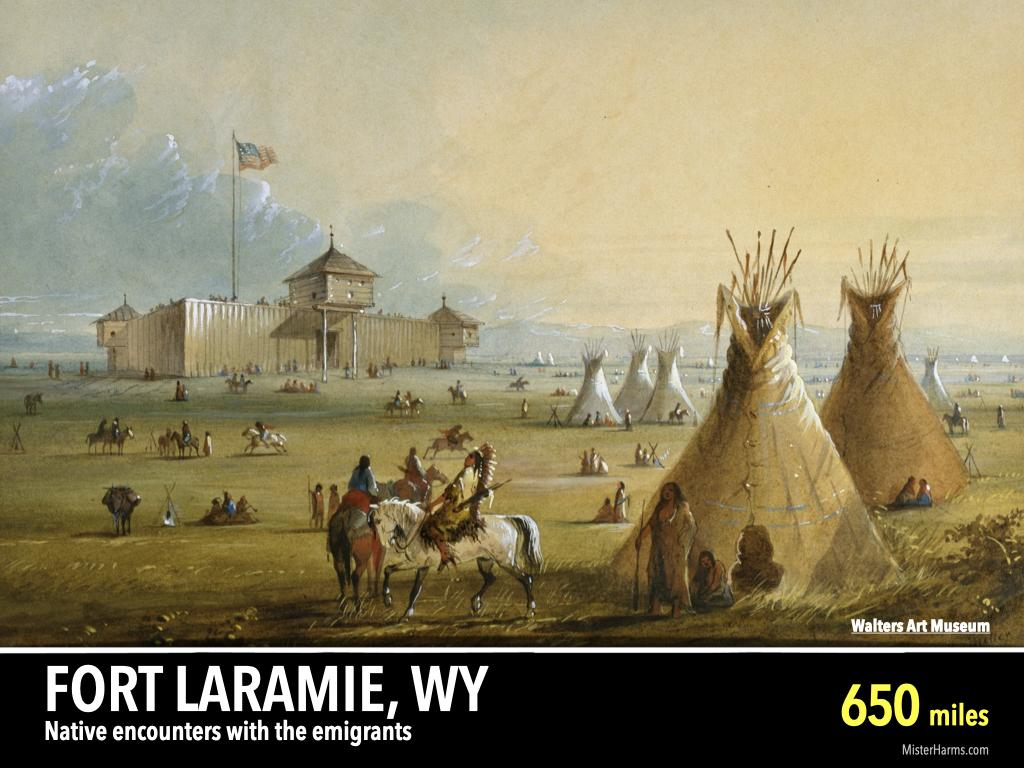 Walters Art Museum
FORT LARAMIE, WY
Native encounters with the emigrants
650 miles
MisterHarms.com